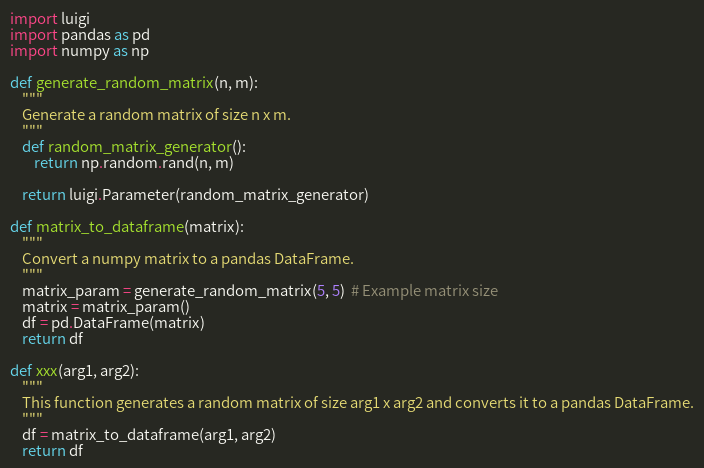 import luigi
import pandas as pd
import numpy as np

def generate_random_matrix(n, m):
    """
    Generate a random matrix of size n x m.
    """
    def random_matrix_generator():
        return np.random.rand(n, m)

    return luigi.Parameter(random_matrix_generator)

def matrix_to_dataframe(matrix):
    """
    Convert a numpy matrix to a pandas DataFrame.
    """
    matrix_param = generate_random_matrix(5, 5)  # Example matrix size
    matrix = matrix_param()
    df = pd.DataFrame(matrix)
    return df

def xxx(arg1, arg2):
    """
    This function generates a random matrix of size arg1 x arg2 and converts it to a pandas DataFrame.
    """
    df = matrix_to_dataframe(arg1, arg2)
    return df